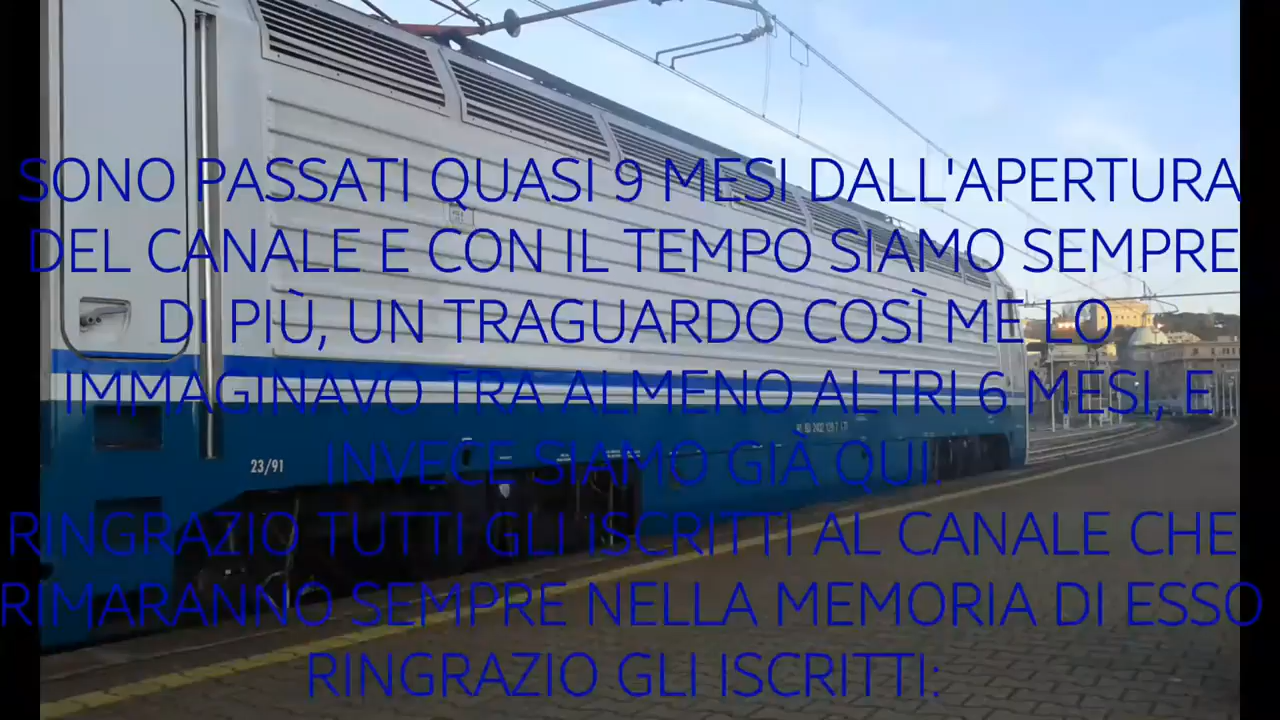 SONO PASSATI QUASI 9 MESI DALL'APERTURA
DEL CANALE E CON IL TEMPO SIAMO SEMPRE
DI PIÙ, UN TRAGUARDO COSÌ ME LO
IMMAGINAVO TRA ALMENO ALTRI 6 MESI, E
INVECE SIAMO GIÀ QUI.
RINGRAZIO TUTTI GLI ISCRITTI AL CANALE CHE
RIMARANNO SEMPRE NELLA MEMORIA DI ESSO
RINGRAZIO GLI ISCRITTI:
23/91